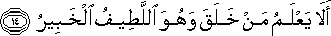 أَلَا يَعْلَمُ مَنْ خَلَقَ وَهُوَ اللَّطِيفُ الْخَبِيرُ ﴿١٤﴾